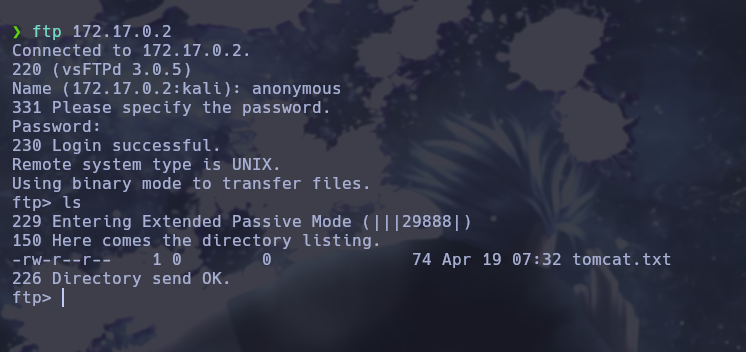 ❯ ftp 172.17.0.2
Connected to 172.17.0.2.
220 (vsFTPd 3.0.5)
Name (172.17.0.2:kali): anonymous
331 Please specify the password.
Password:
230 Login successful.
Remote system type is UNIX.
Using binary mode to transfer files.
ftp> ls
229 Entering Extended Passive Mode (|||29888|)
150 Here comes the directory listing.
-rw-r--r--    1 0        0              74 Apr 19 07:32 tomcat.txt
226 Directory send OK.
ftp>